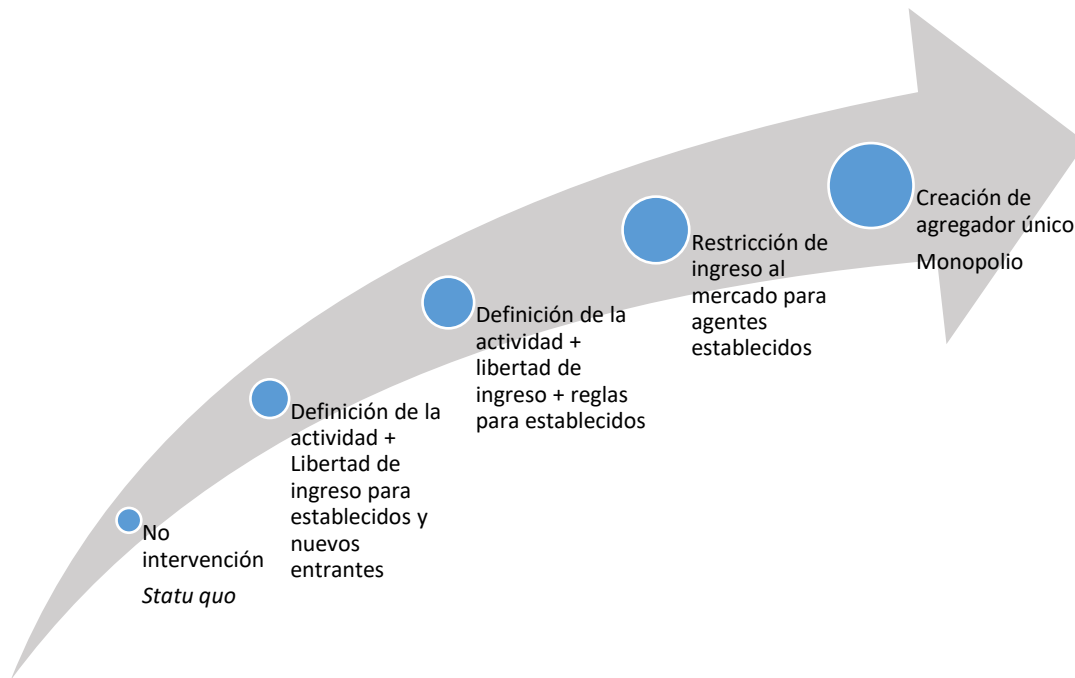 No
intervención
Statu quo
Definición de la
actividad +
Libertad de
ingreso para
establecidos y
nuevos
entrantes
Definición de la
actividad +
libertad de
ingreso + reglas
para establecidos
Restricción de
ingreso al
mercado para
agentes
establecidos
Creación de
agregador único
Monopolio